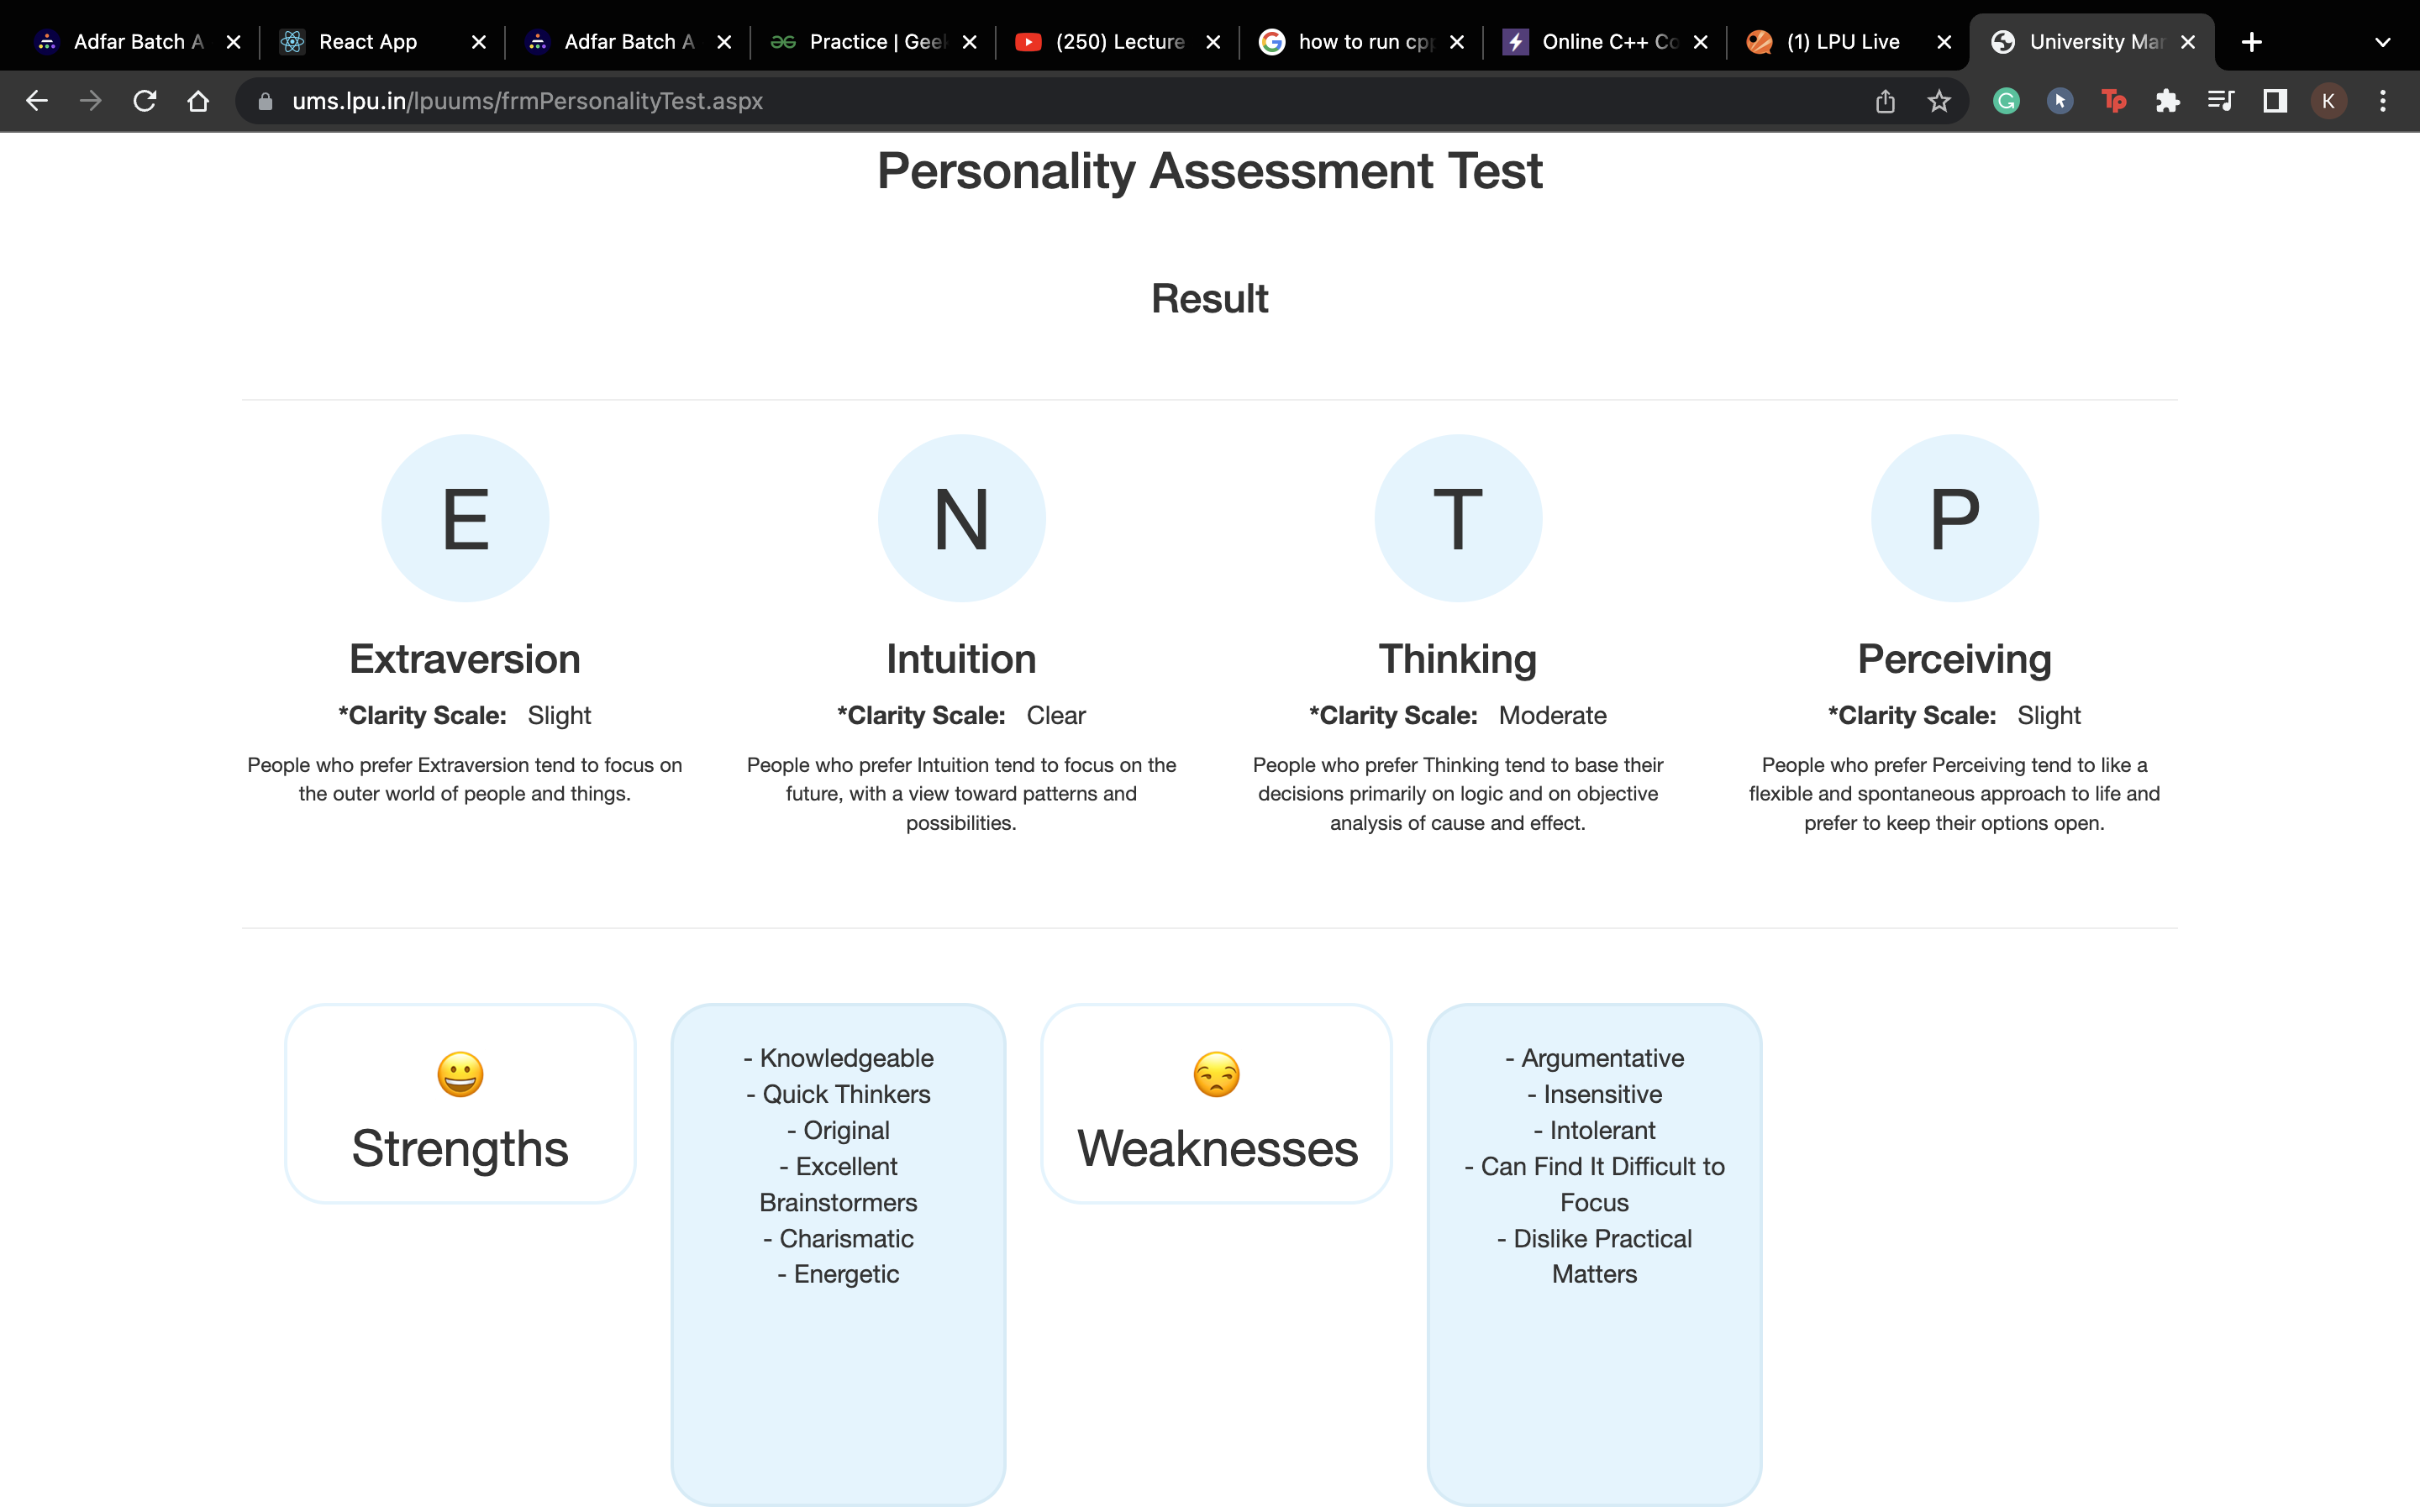 Adfar Batch A
React App
Adfar Batch A
Practice | Geek
(250) Lecture
how to run cpp
Online C++ Co
(1) LPU Live
University Mar
ums.lpu.in/lpuums/frmPersonalityTest.aspx
Tp
K
Personality Assessment Test
Result
E
N
T
P
Extraversion
Intuition
Thinking
Perceiving
*Clarity Scale: Slight
*Clarity Scale: Clear
*Clarity Scale: Moderate
*Clarity Scale: Slight
People who prefer Extraversion tend to focus on
the outer world of people and things.
People who prefer Intuition tend to focus on the
future, with a view toward patterns and
possibilities.
People who prefer Thinking tend to base their
decisions primarily on logic and on objective
analysis of cause and effect.
People who prefer Perceiving tend to like a
flexible and spontaneous approach to life and
prefer to keep their options open.
Strengths
- Knowledgeable
- Quick Thinkers
- Original
- Excellent
Brainstormers
- Charismatic
- Energetic
Weaknesses
- Argumentative
- Insensitive
- Intolerant
- Can Find It Difficult to
Focus
- Dislike Practical
Matters